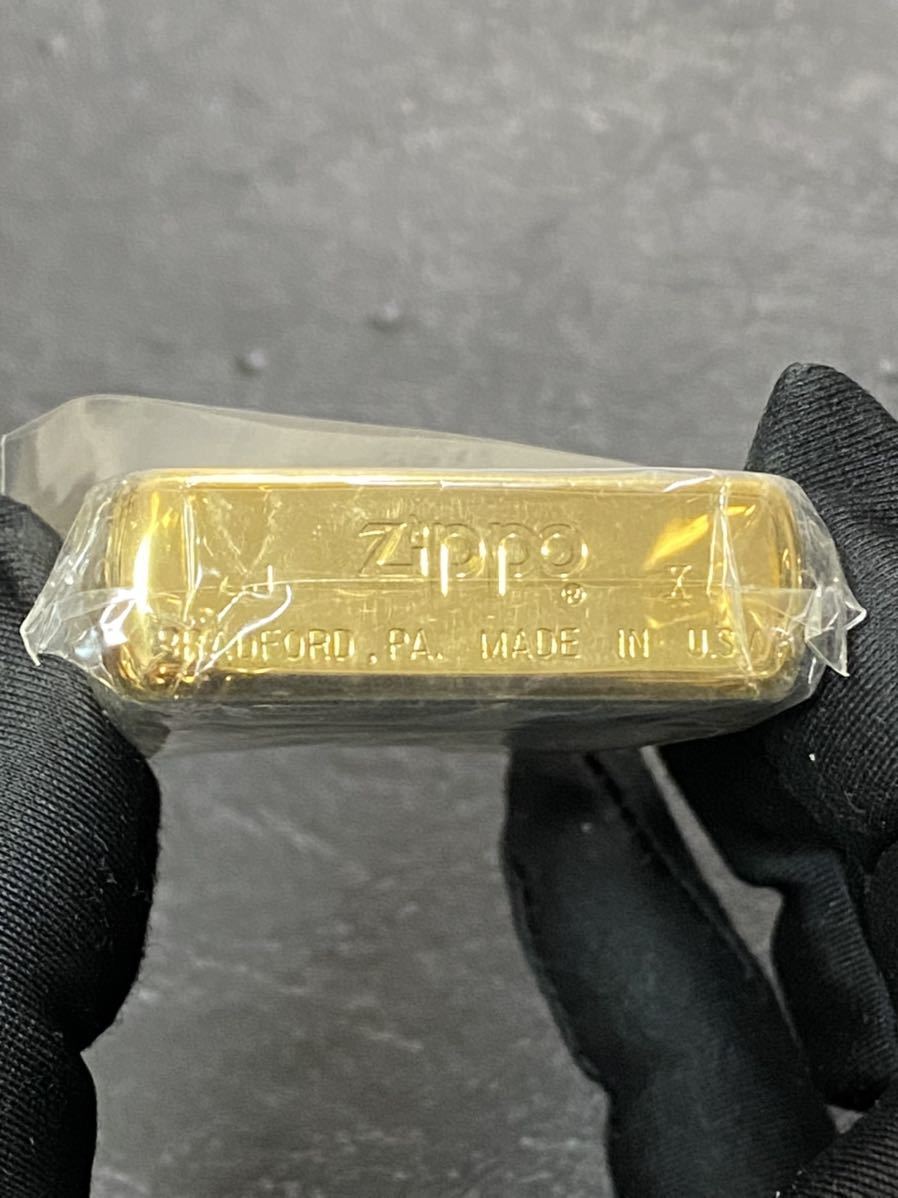 Zippo
J ® X
BRADFORD, PA. MADE IN U.S.A.